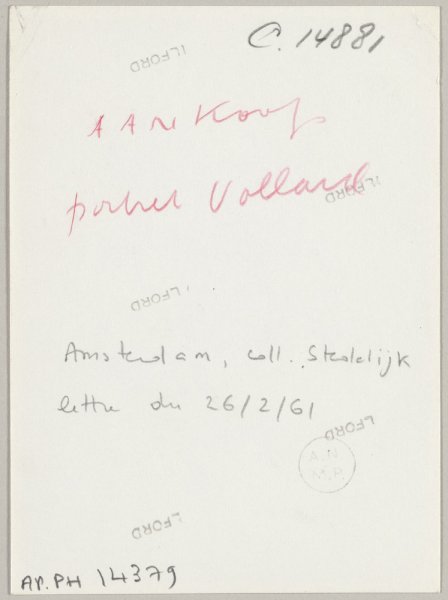 C. 14881
ILFORD
AANKoop
portret Vollard
ILFORD
ILFORD
Amsterdam, coll. Stedelijk
lettre du 26/2/61
ILFORD
A.N.
M.P.
ILFORD
AP.PH 14379